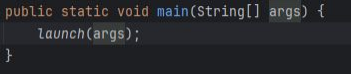 public static void main(String[] args) {
    launch(args);
}